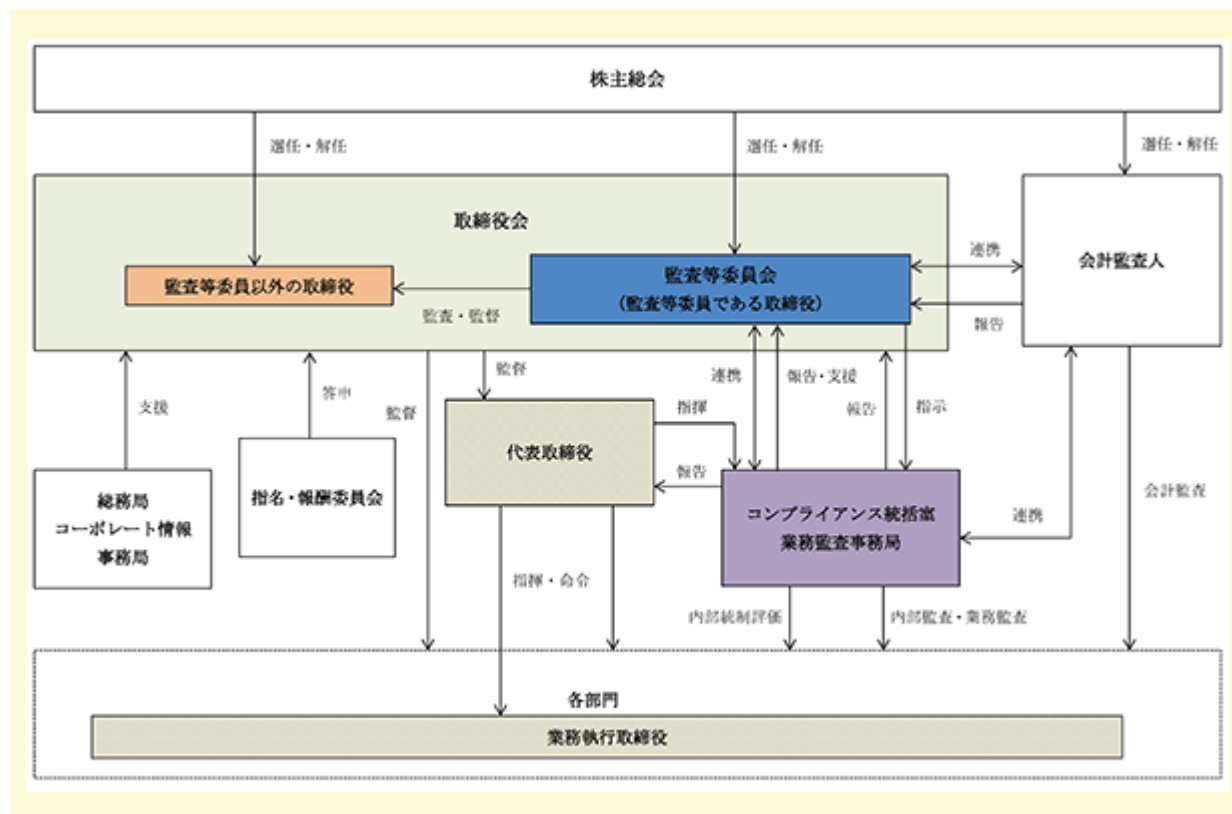 株主総会
選任・解任
選任・解任
選任・解任
取締役会
監査等委員以外の取締役
監査等委員会
(監査等委員である取締役)
監査・監督
連携
報告
会計監査人
支援
答申
監督
監督
連携
報告・支援
報告
指示
総務局
コーポレート情報
事務局
指名・報酬委員会
代表取締役
指揮
報告
コンプライアンス統括室
業務監査事務局
連携
会計監査
指揮・命令
内部統制評価
内部監査・業務監査
各部門
業務執行取締役